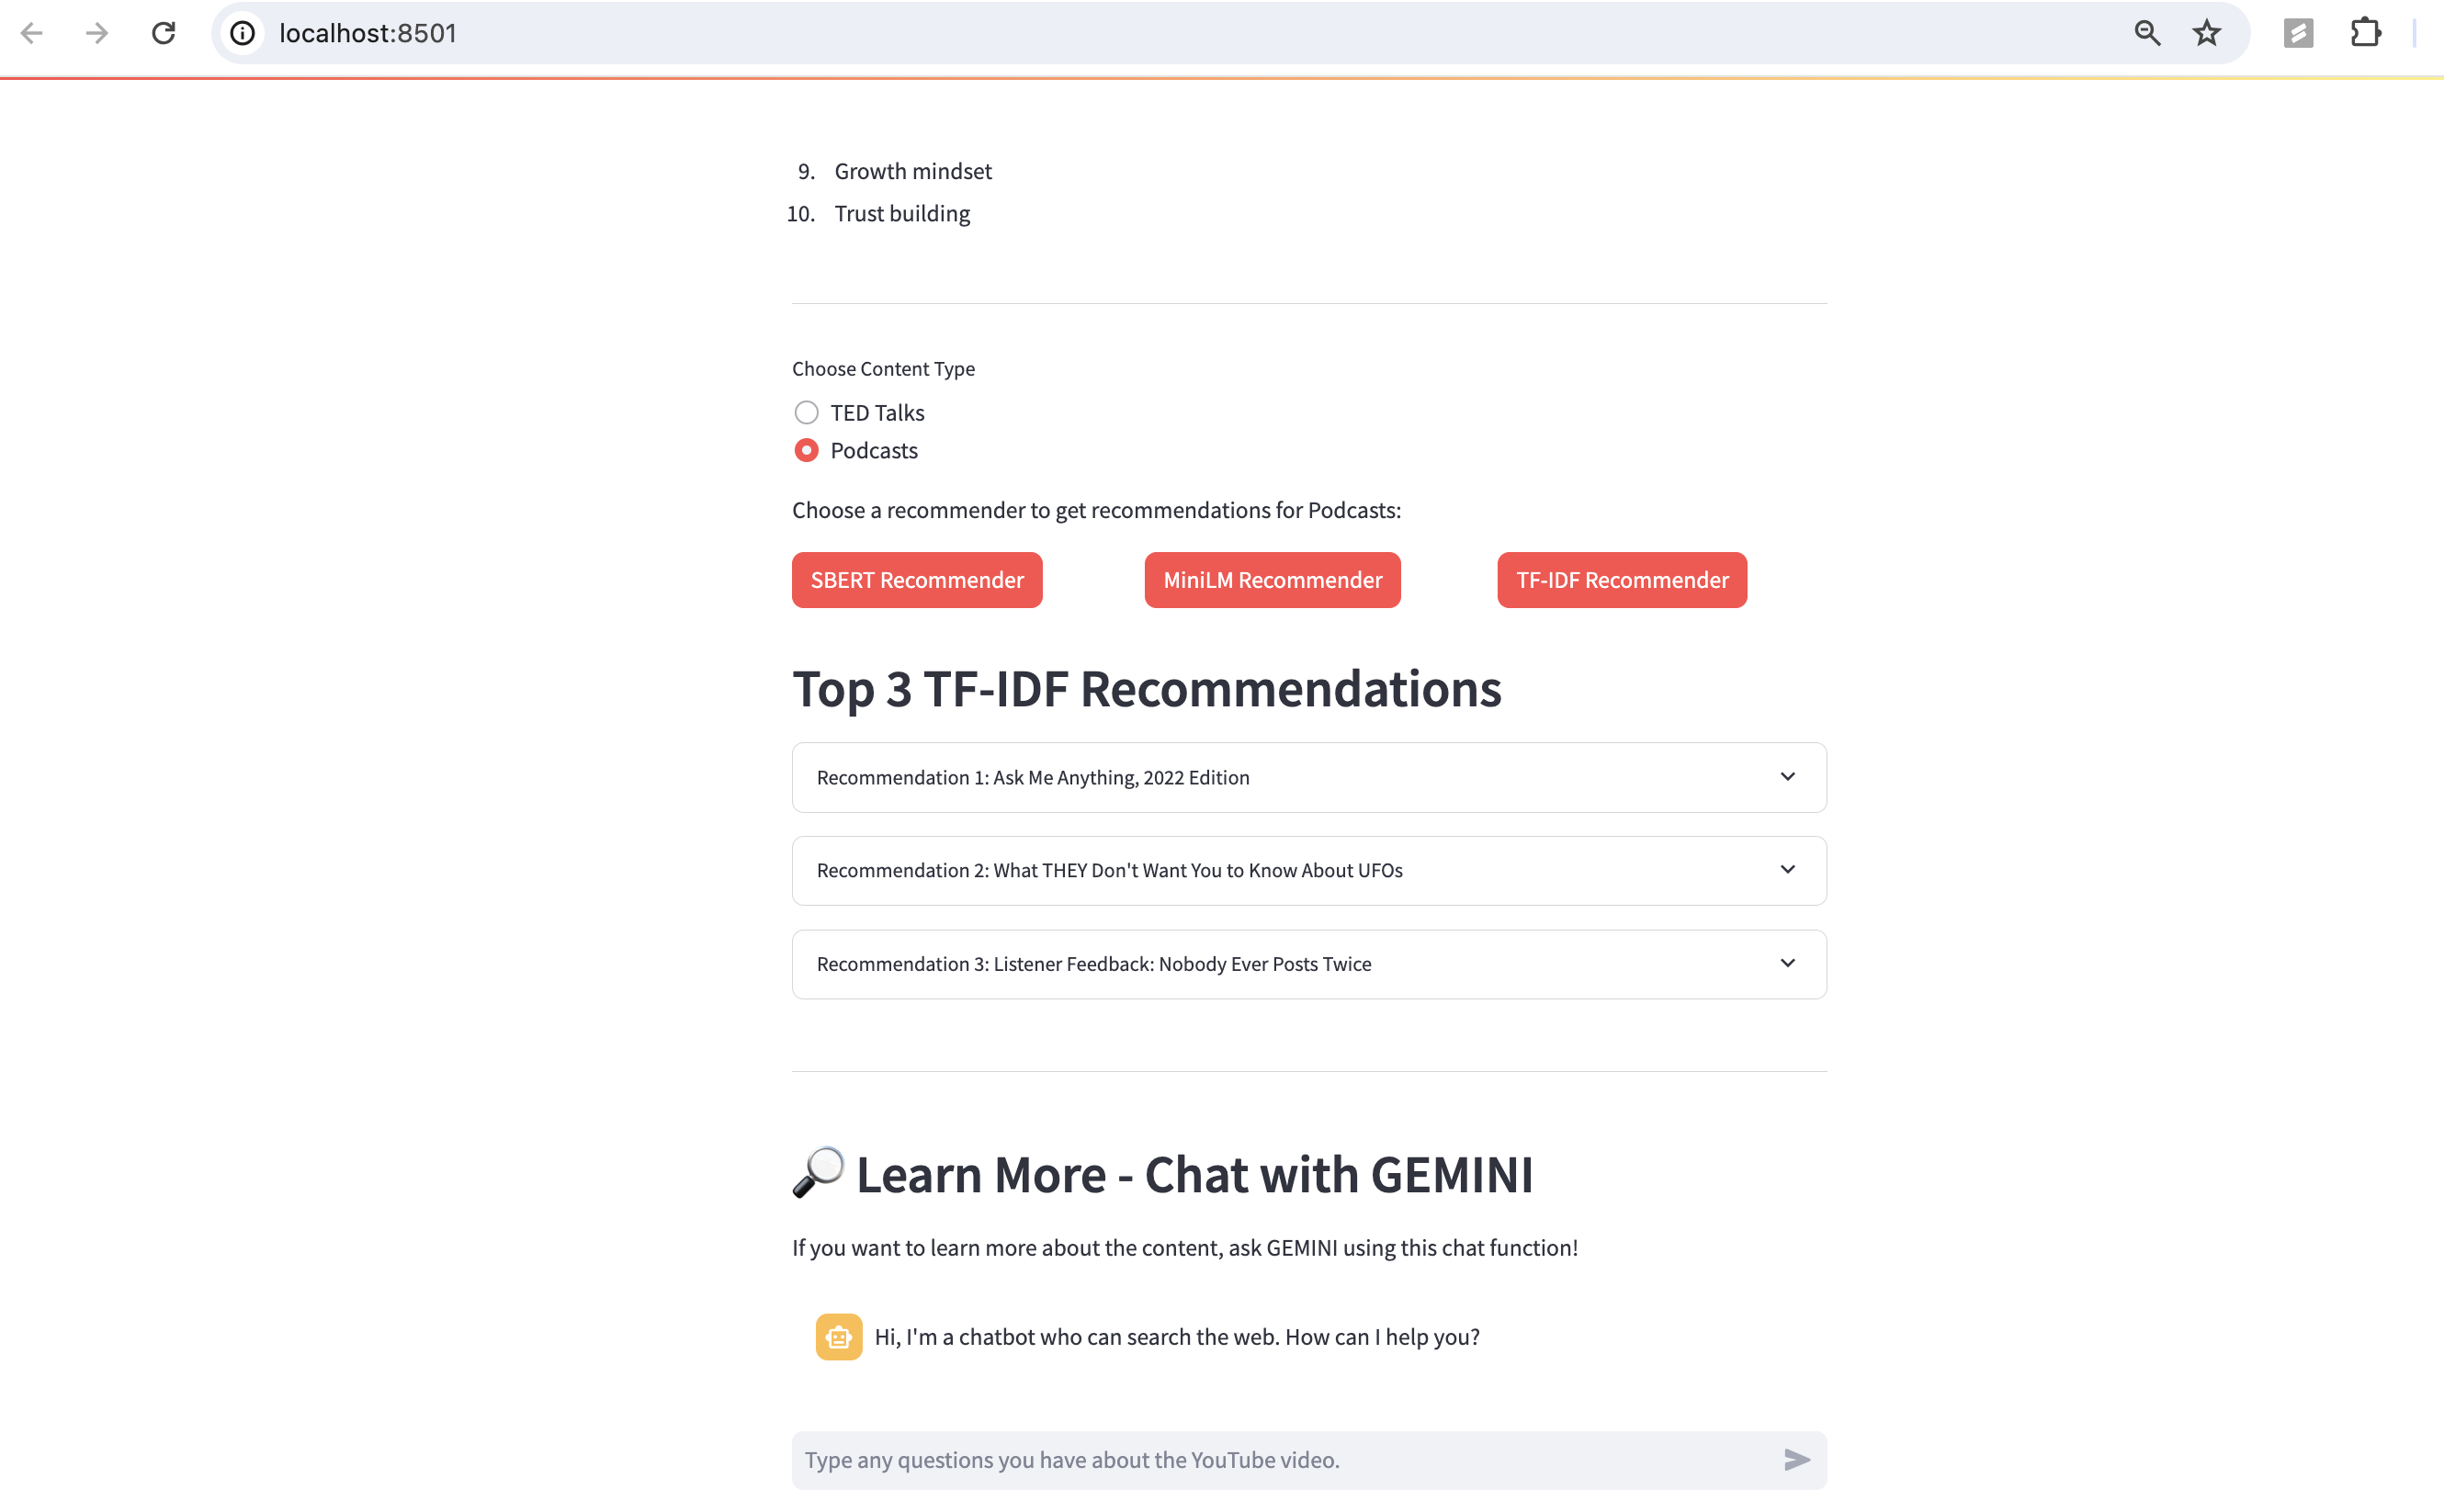 localhost:8501
9. Growth mindset
10. Trust building
Choose Content Type
TED Talks
Podcasts
Choose a recommender to get recommendations for Podcasts:
SBERT Recommender
MiniLM Recommender
TF-IDF Recommender
Top 3 TF-IDF Recommendations
Recommendation 1: Ask Me Anything, 2022 Edition
Recommendation 2: What THEY Don't Want You to Know About UFOs
Recommendation 3: Listener Feedback: Nobody Ever Posts Twice
Learn More - Chat with GEMINI
If you want to learn more about the content, ask GEMINI using this chat function!
Hi, I'm a chatbot who can search the web. How can I help you?
Type any questions you have about the YouTube video.